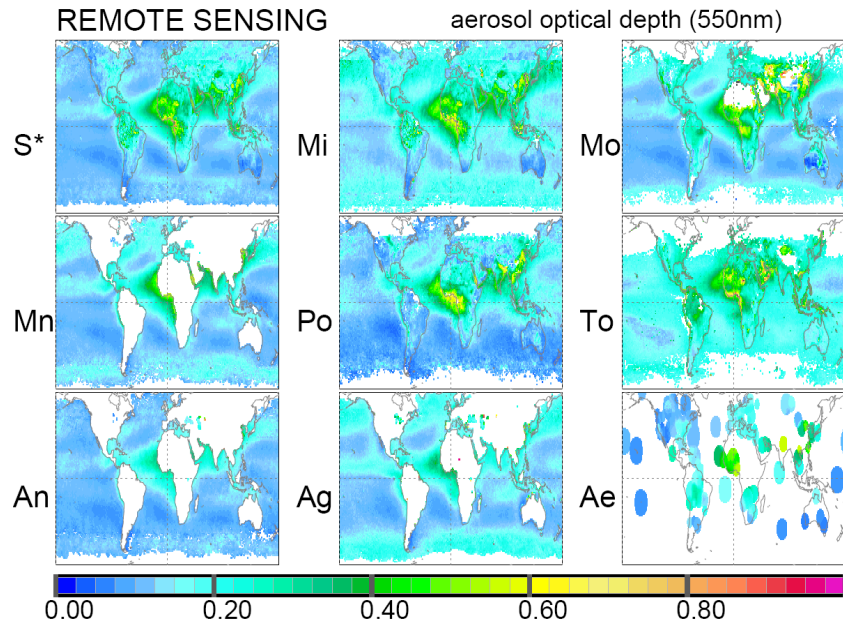 REMOTE SENSING aerosol optical depth (550nm)
S* Mi Mo
Mn Po To
An Ag Ae
0.00 0.20 0.40 0.60 0.80